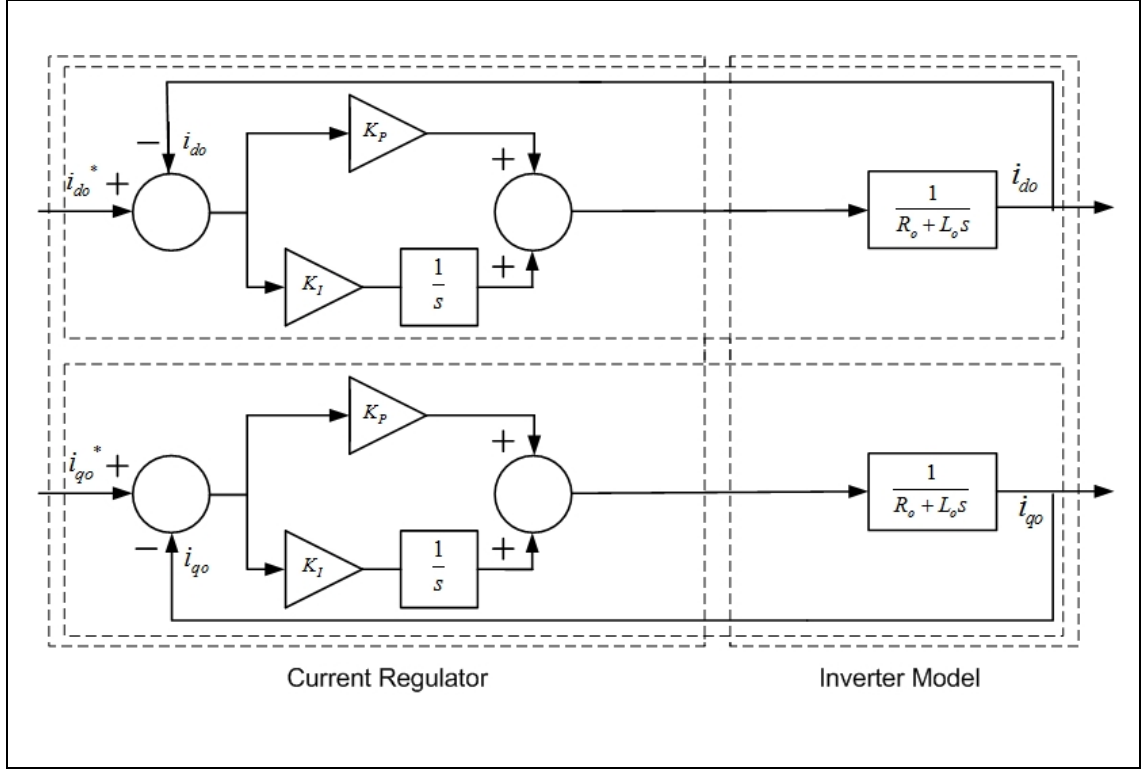 − i_do
i_do* +
K_P
+
K_I
1/s
+
1/(R_o + L_o s)
i_do
i_qo* +
− i_qo
K_P
+
K_I
1/s
+
1/(R_o + L_o s)
i_qo
Current Regulator
Inverter Model